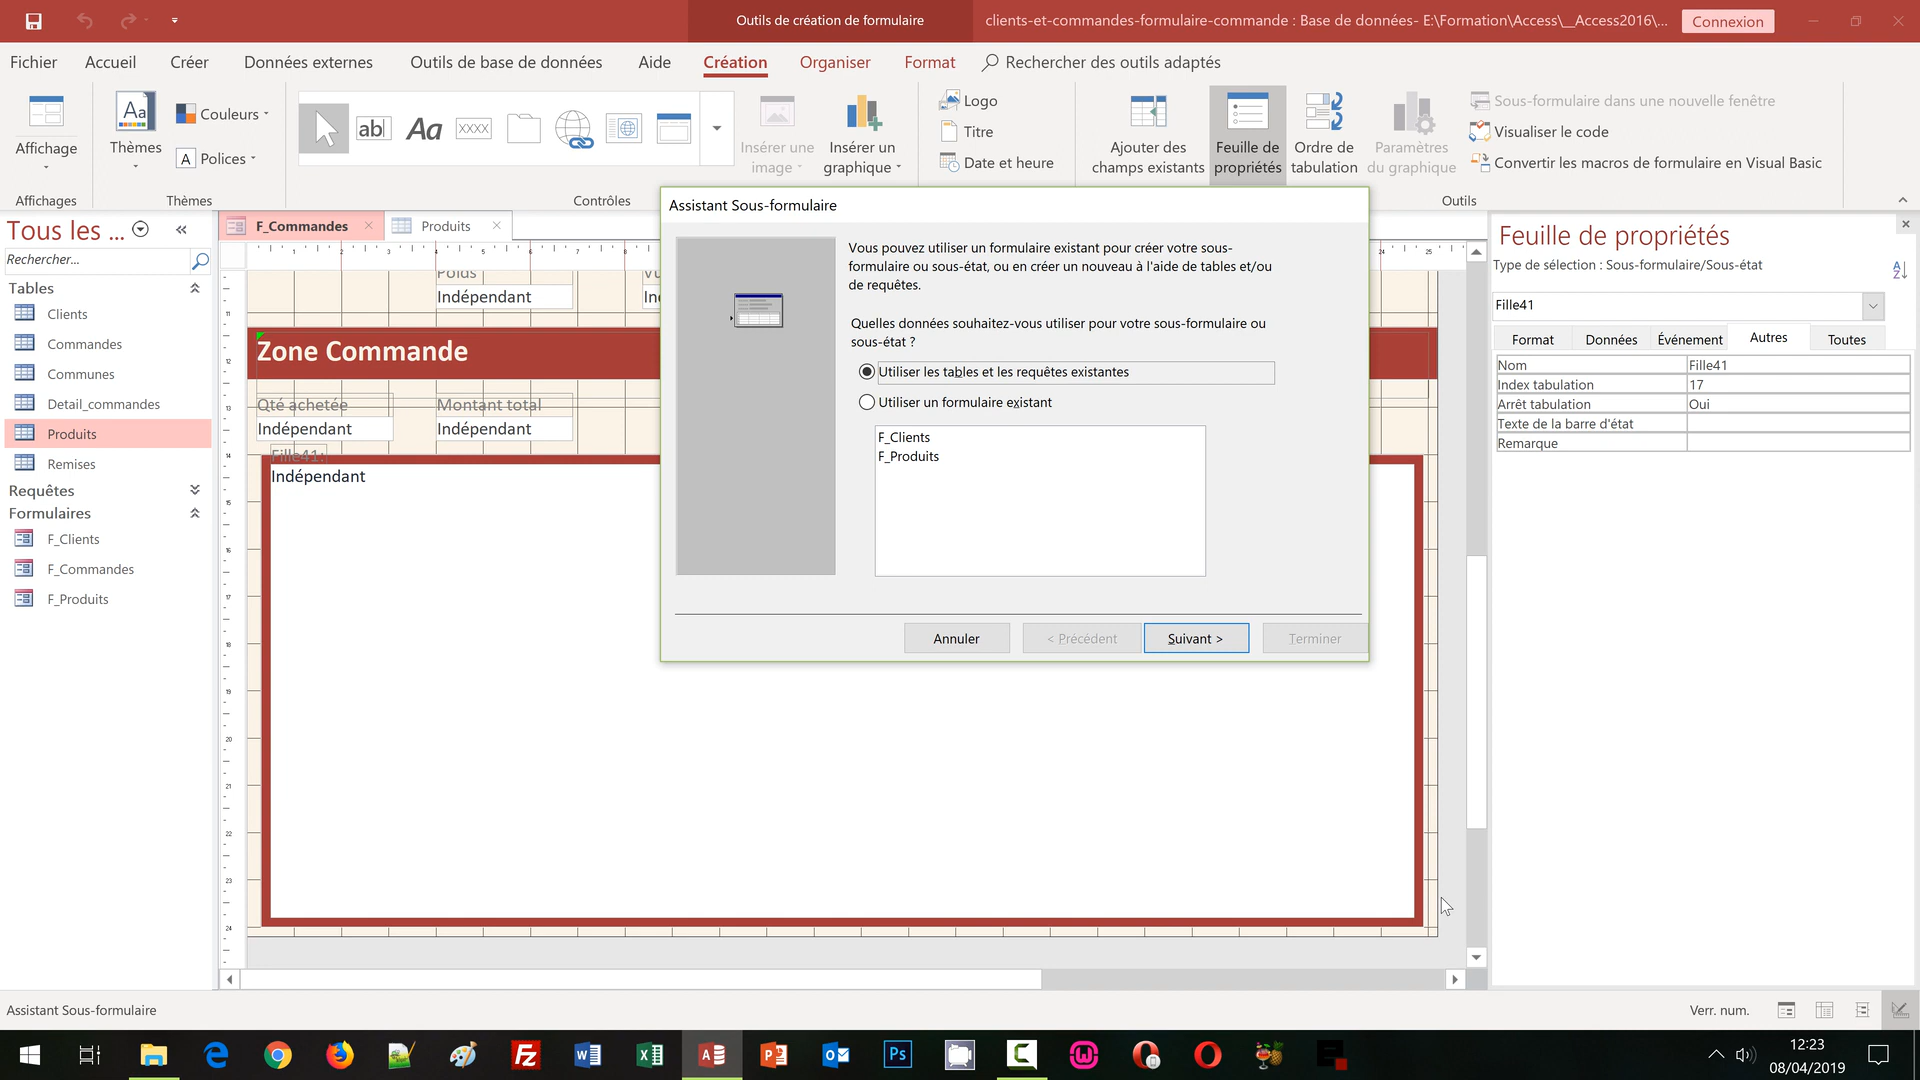 Outils de création de formulaire
clients-et-commandes-formulaire-commande : Base de données- E:\Formation\Access\__Access2016\...
Connexion
Fichier
Accueil
Créer
Données externes
Outils de base de données
Aide
Création
Organiser
Format
Rechercher des outils adaptés
Affichage
Affichages
Aa
Thèmes
Couleurs
A Polices
Thèmes
ab
Aa
XXXX
Contrôles
Insérer une
image
Insérer un
graphique
Logo
Titre
Date et heure
Ajouter des
champs existants
Feuille de
propriétés
Ordre de
tabulation
Paramètres
du graphique
Sous-formulaire dans une nouvelle fenêtre
Visualiser le code
Convertir les macros de formulaire en Visual Basic
Outils
Tous les ...
Rechercher...
Tables
Clients
Commandes
Communes
Detail_commandes
Produits
Remises
Requêtes
Formulaires
F_Clients
F_Commandes
F_Produits
F_Commandes
Produits
Poids
Indépendant
Zone Commande
Qté achetée
Montant total
Indépendant
Indépendant
Fille41:
Indépendant
Assistant Sous-formulaire
Vous pouvez utiliser un formulaire existant pour créer votre sous-
formulaire ou sous-état, ou en créer un nouveau à l'aide de tables et/ou
de requêtes.
Quelles données souhaitez-vous utiliser pour votre sous-formulaire ou
sous-état ?
Utiliser les tables et les requêtes existantes
Utiliser un formulaire existant
F_Clients
F_Produits
Annuler
< Précédent
Suivant >
Terminer
Feuille de propriétés
Type de sélection : Sous-formulaire/Sous-état
Fille41
Format
Données
Événement
Autres
Toutes
Nom Fille41
Index tabulation 17
Arrêt tabulation Oui
Texte de la barre d'état
Remarque
Assistant Sous-formulaire
Verr. num.
12:23
08/04/2019